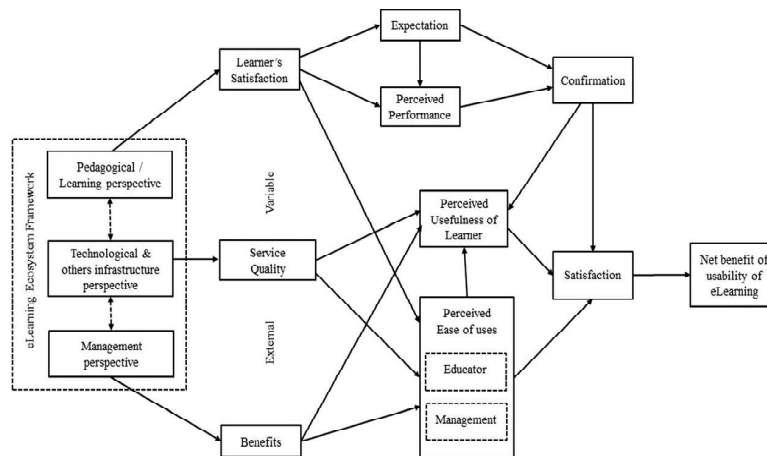 Expectation
Learner's
Satisfaction
Confirmation
Perceived
Performance
eLearning Ecosystem Framework
Pedagogical /
Learning perspective
Variable
Perceived
Usefulness of
Learner
Technological &
others infrastructure
perspective
Service
Quality
Satisfaction
Net benefit of
usability of
eLearning
Perceived
Ease of uses
External
Management
perspective
Educator
Management
Benefits